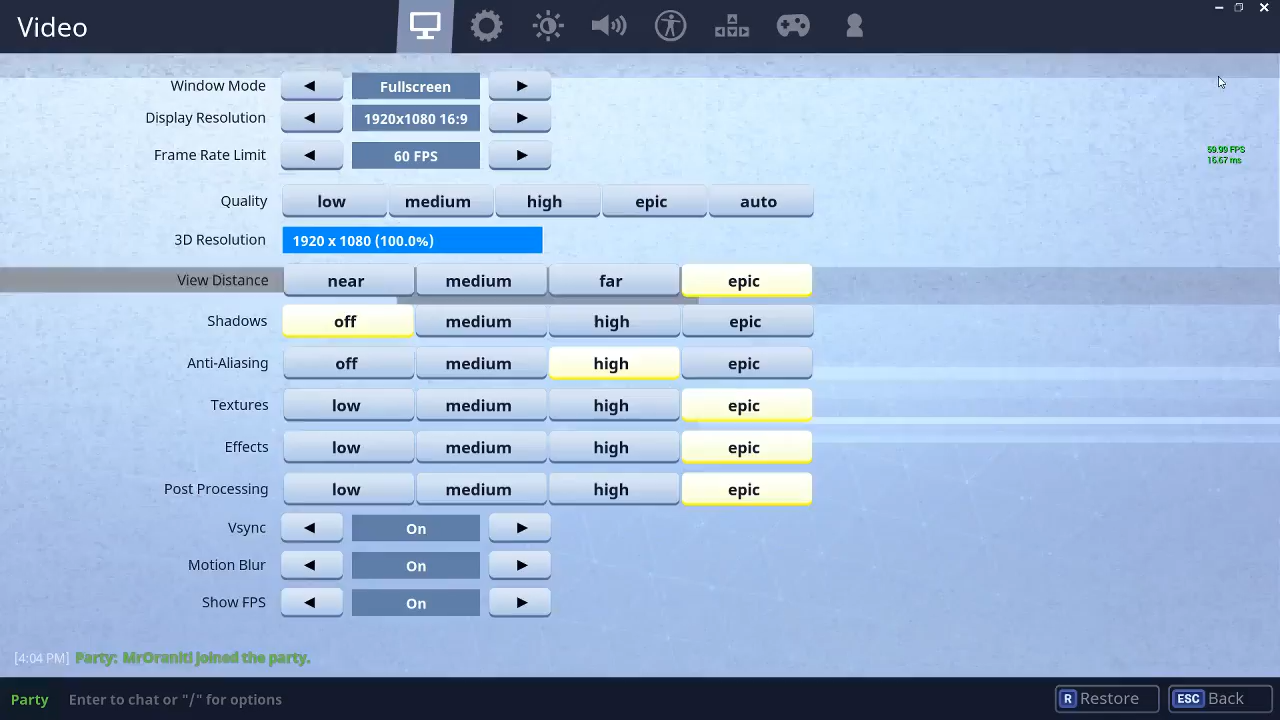 Video
Window Mode Fullscreen
Display Resolution 1920x1080 16:9
Frame Rate Limit 60 FPS
59.99 FPS
16.67 ms
Quality low medium high epic auto
3D Resolution 1920 x 1080 (100.0%)
View Distance near medium far epic
Shadows off medium high epic
Anti-Aliasing off medium high epic
Textures low medium high epic
Effects low medium high epic
Post Processing low medium high epic
Vsync On
Motion Blur On
Show FPS On
[4:04 PM] Party: MrOraniti joined the party.
Party Enter to chat or "/" for options R Restore ESC Back